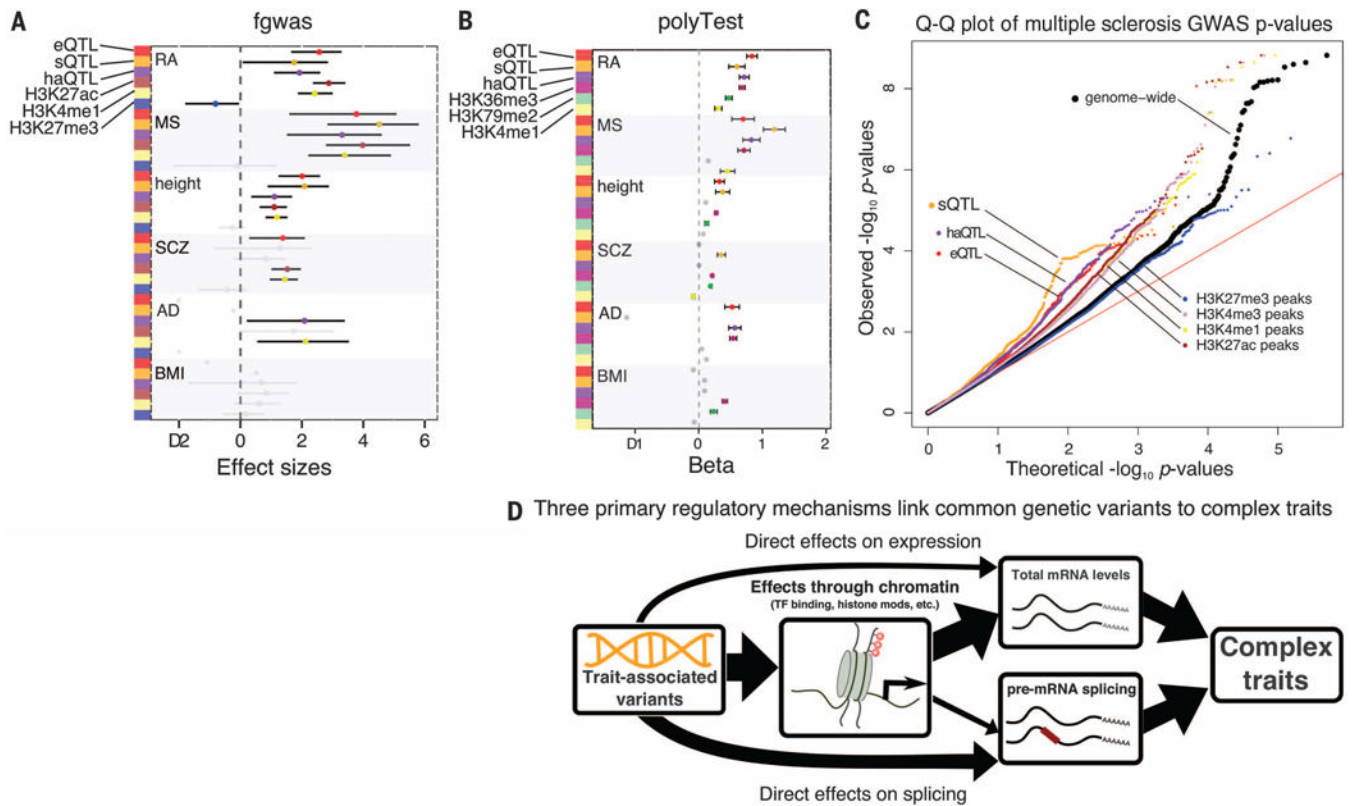 A
fgwas
eQTL
sQTL
haQTL
H3K27ac
H3K4me1
H3K27me3
RA
MS
height
SCZ
AD
BMI
D2
0
2
4
6
Effect sizes
B
polyTest
eQTL
sQTL
haQTL
H3K36me3
H3K79me2
H3K4me1
RA
MS
height
SCZ
AD
BMI
D1
0
1
2
Beta
C
Q-Q plot of multiple sclerosis GWAS p-values
Observed -log10 p-values
8
6
4
2
0
genome-wide
sQTL
haQTL
eQTL
H3K27me3 peaks
H3K4me3 peaks
H3K4me1 peaks
H3K27ac peaks
0
1
2
3
4
5
Theoretical -log10 p-values
D Three primary regulatory mechanisms link common genetic variants to complex traits
Direct effects on expression
Effects through chromatin
(TF binding, histone mods, etc.)
Trait-associated
variants
Total mRNA levels
AAAAAA
AAAAAA
pre-mRNA splicing
AAAAAA
AAAAAA
Complex
traits
Direct effects on splicing